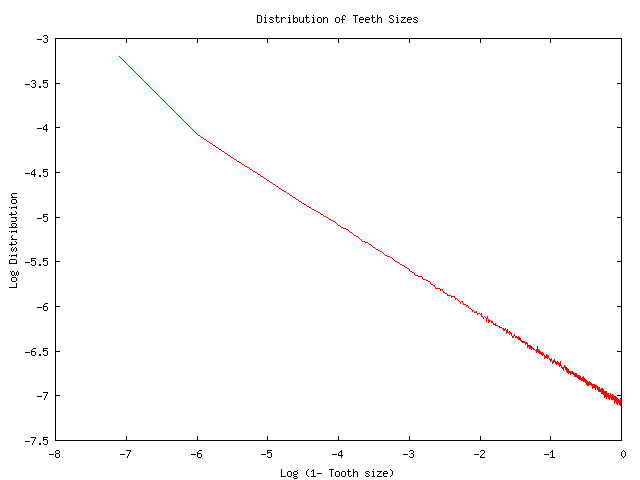 Distribution of Teeth Sizes
-3
-3.5
-4
-4.5
-5
-5.5
-6
-6.5
-7
-7.5
Log Distribution
-8 -7 -6 -5 -4 -3 -2 -1 0
Log (1- Tooth size)